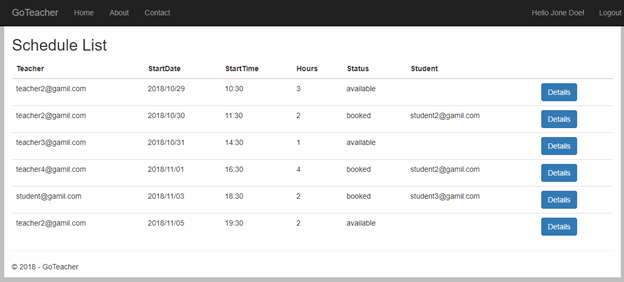 GoTeacher Home About Contact Hello Jone Doe! Logout
Schedule List
Teacher StartDate StartTime Hours Status Student
teacher2@gamil.com 2018/10/29 10:30 3 available Details
teacher2@gamil.com 2018/10/30 11:30 2 booked student2@gamil.com Details
teacher3@gamil.com 2018/10/31 14:30 1 available Details
teacher4@gamil.com 2018/11/01 16:30 4 booked student2@gamil.com Details
student@gamil.com 2018/11/03 18:30 2 booked student3@gamil.com Details
teacher2@gamil.com 2018/11/05 19:30 2 available Details
© 2018 - GoTeacher